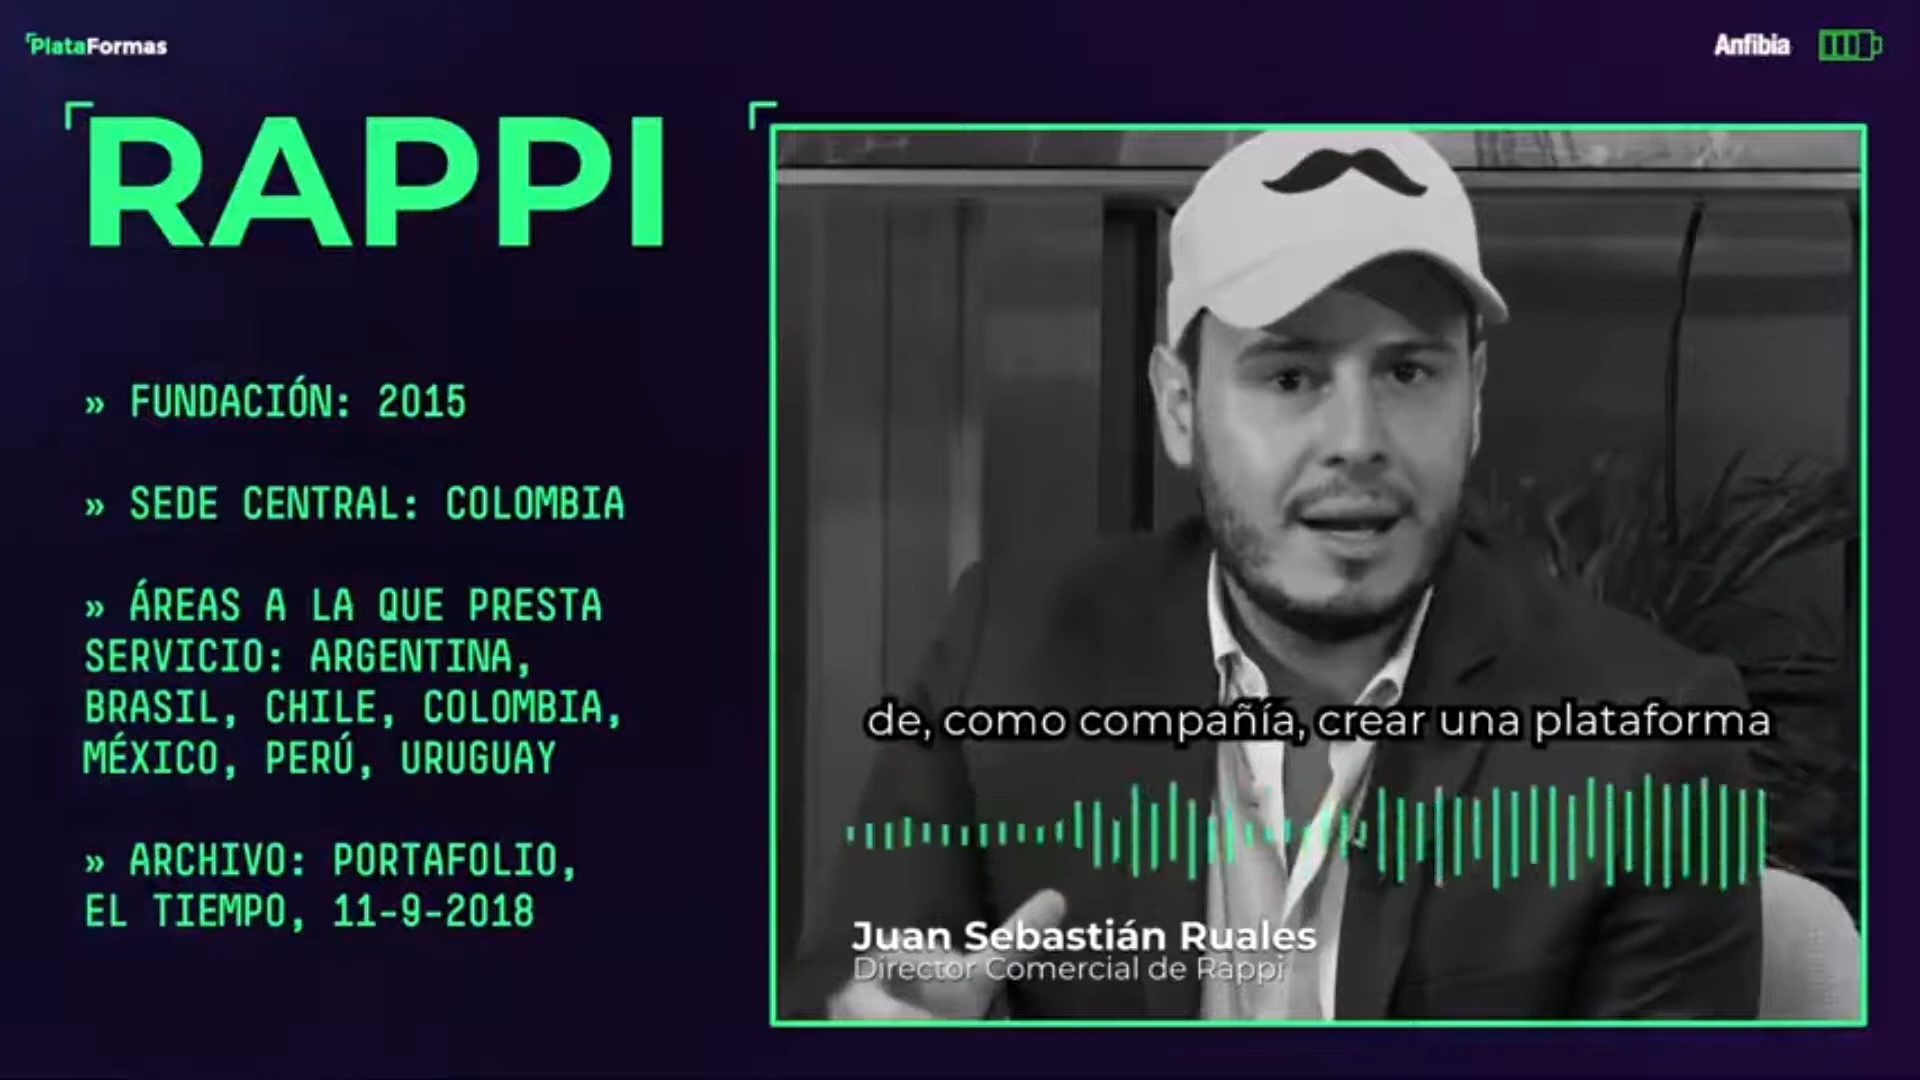 PlataFormas
Anfibia
RAPPI
» FUNDACIÓN: 2015
» SEDE CENTRAL: COLOMBIA
» ÁREAS A LA QUE PRESTA
SERVICIO: ARGENTINA,
BRASIL, CHILE, COLOMBIA,
MÉXICO, PERÚ, URUGUAY
» ARCHIVO: PORTAFOLIO,
EL TIEMPO, 11-9-2018
de, como compañía, crear una plataforma
Juan Sebastián Ruales
Director Comercial de Rappi